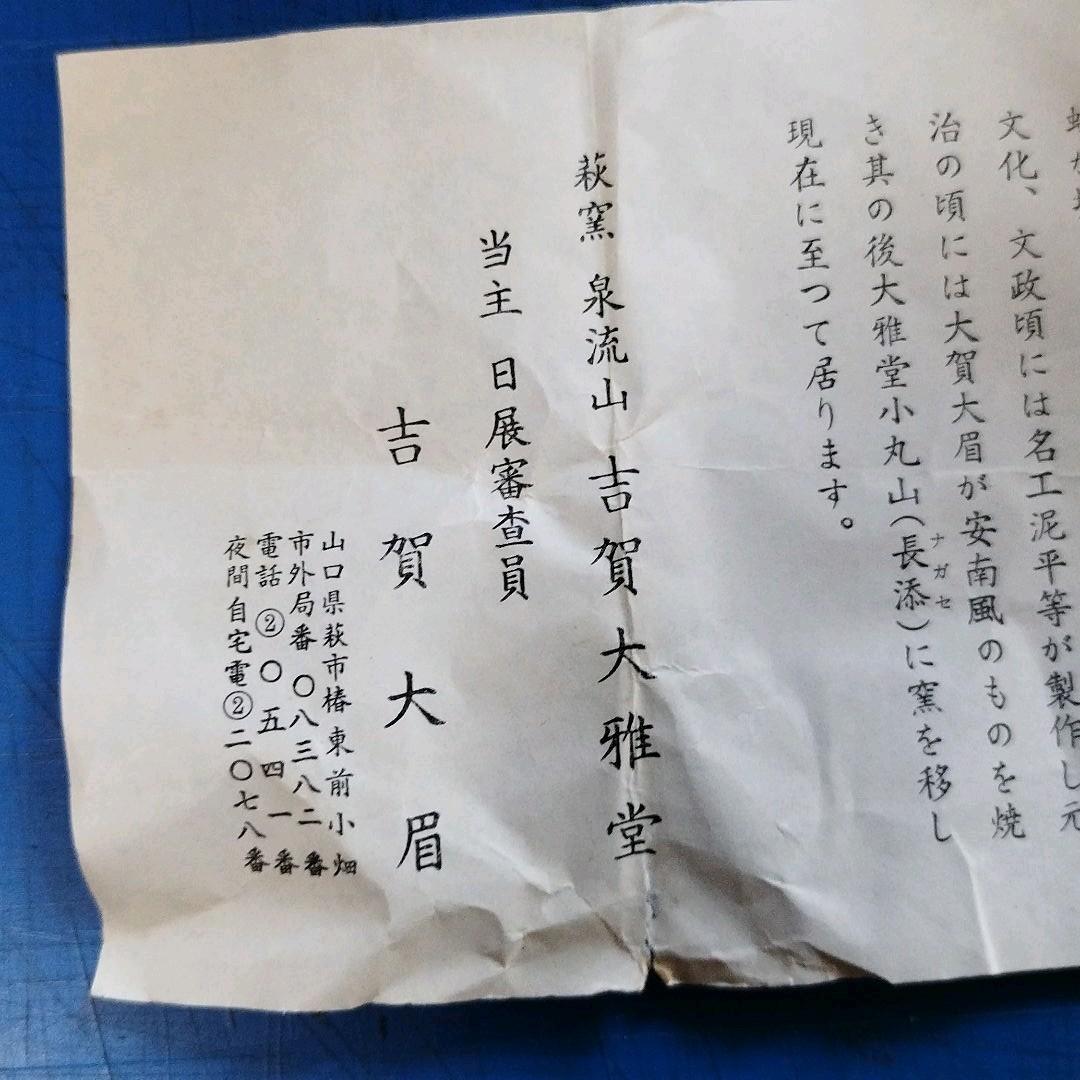 文化、文政頃には名工泥平等が製作し元
治の頃には大賀大眉が安南風のものを焼
き其の後大雅堂小丸山(長添)に窯を移し
ナガセ
現在に至つて居ります。
萩窯 泉流山 吉賀大雅堂
当主 日展審査員
吉賀大眉
山口県萩市椿東前小畑
市外局番〇八三八二番
電話②〇五四一番
夜間自宅電②二〇七八番